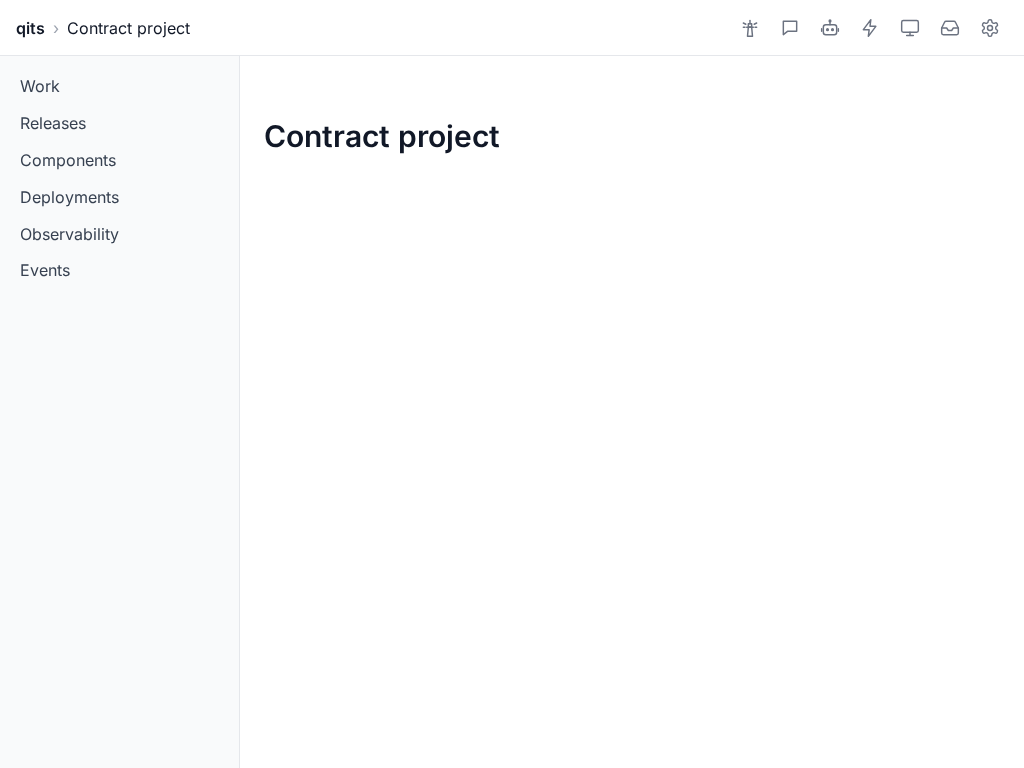 qits › Contract project
Work
Releases
Components
Deployments
Observability
Events
Contract project